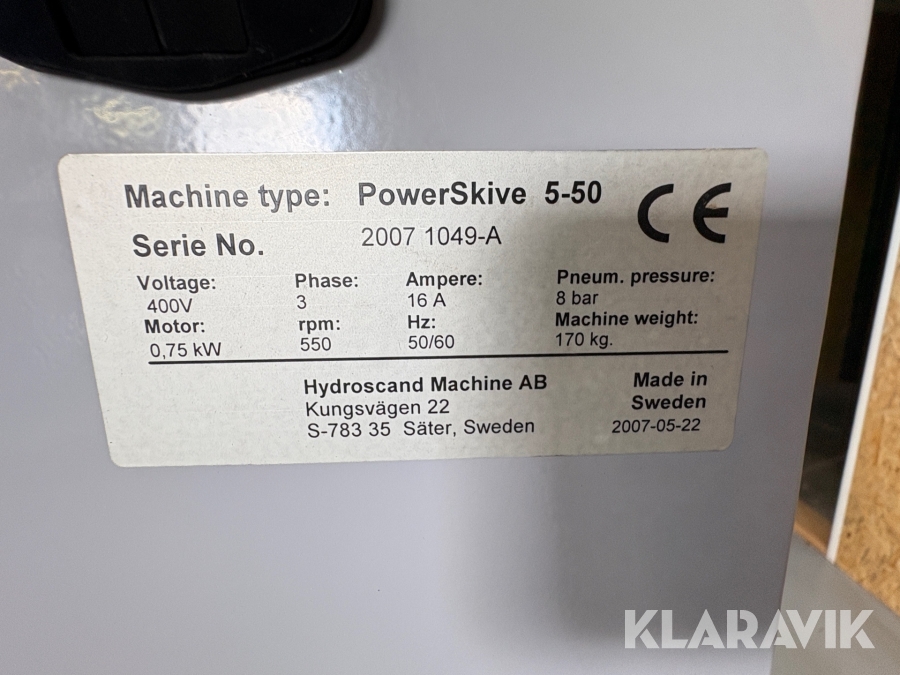 Machine type: PowerSkive 5-50
CE
Serie No. 2007 1049-A
Voltage: Phase: Ampere: Pneum. pressure:
400V 3 16 A 8 bar
Motor: rpm: Hz: Machine weight:
0,75 kW 550 50/60 170 kg.
Hydroscand Machine AB Made in
Kungsvägen 22 Sweden
S-783 35 Säter, Sweden 2007-05-22
KLARAVIK